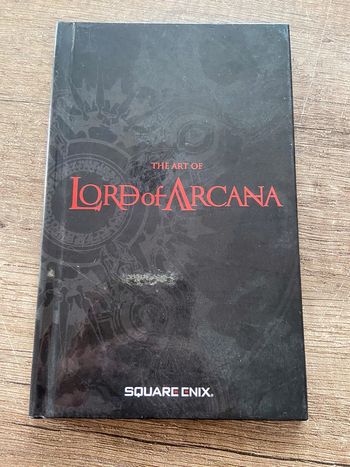 THE ART OF
LORD OF ARCANA
SQUARE ENIX®